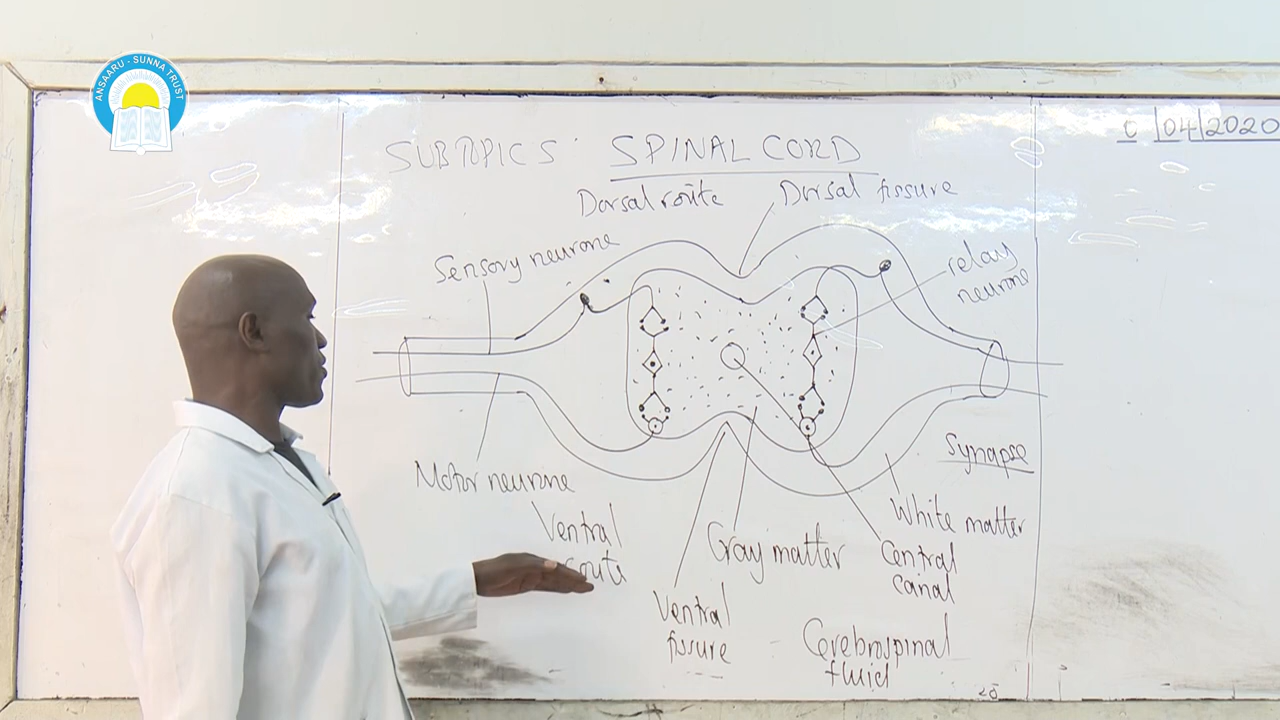 ANSAARU - SUNNA TRUST
04/2020
SUBTOPICS: SPINAL CORD
Dorsal route
Dorsal fissure
Sensory neurone
relay
neurone
Motor neurone
Synapse
Ventral
route
White matter
Gray matter
Central
canal
Ventral
fissure
Cerebrospinal
fluid